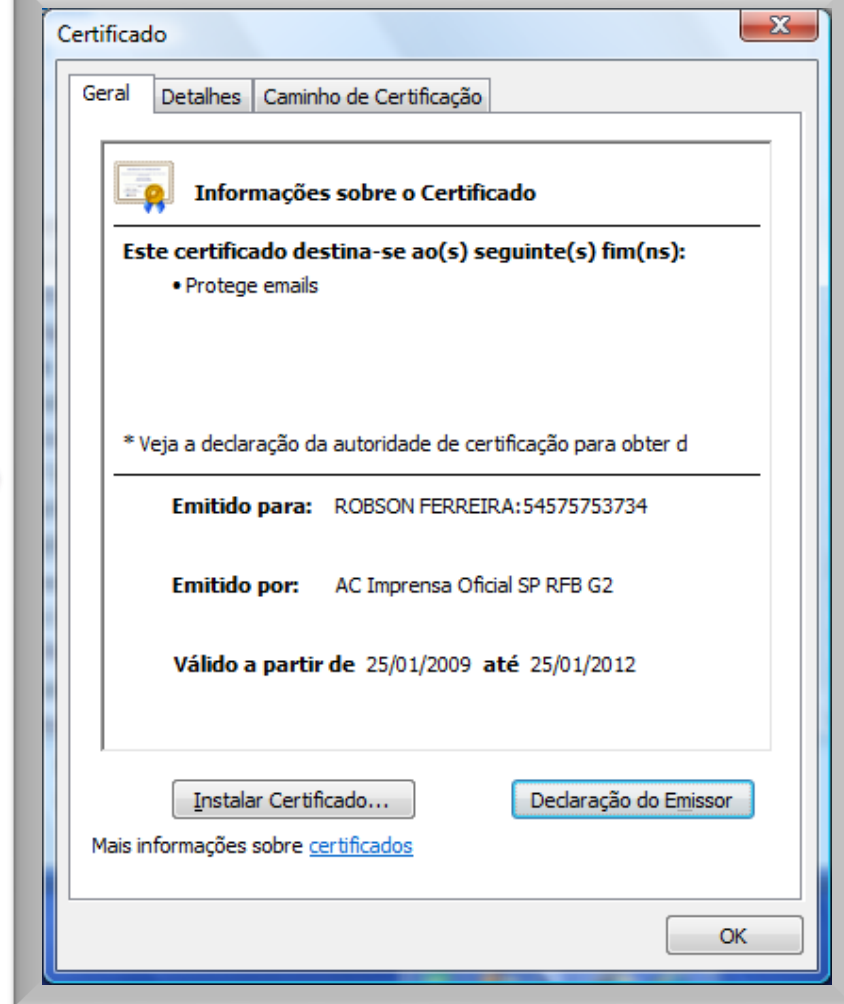 Certificado
Geral Detalhes Caminho de Certificação
Informações sobre o Certificado
Este certificado destina-se ao(s) seguinte(s) fim(ns):
• Protege emails
* Veja a declaração da autoridade de certificação para obter d
Emitido para: ROBSON FERREIRA:54575753734
Emitido por: AC Imprensa Oficial SP RFB G2
Válido a partir de 25/01/2009 até 25/01/2012
Instalar Certificado... Declaração do Emissor
Mais informações sobre certificados
OK